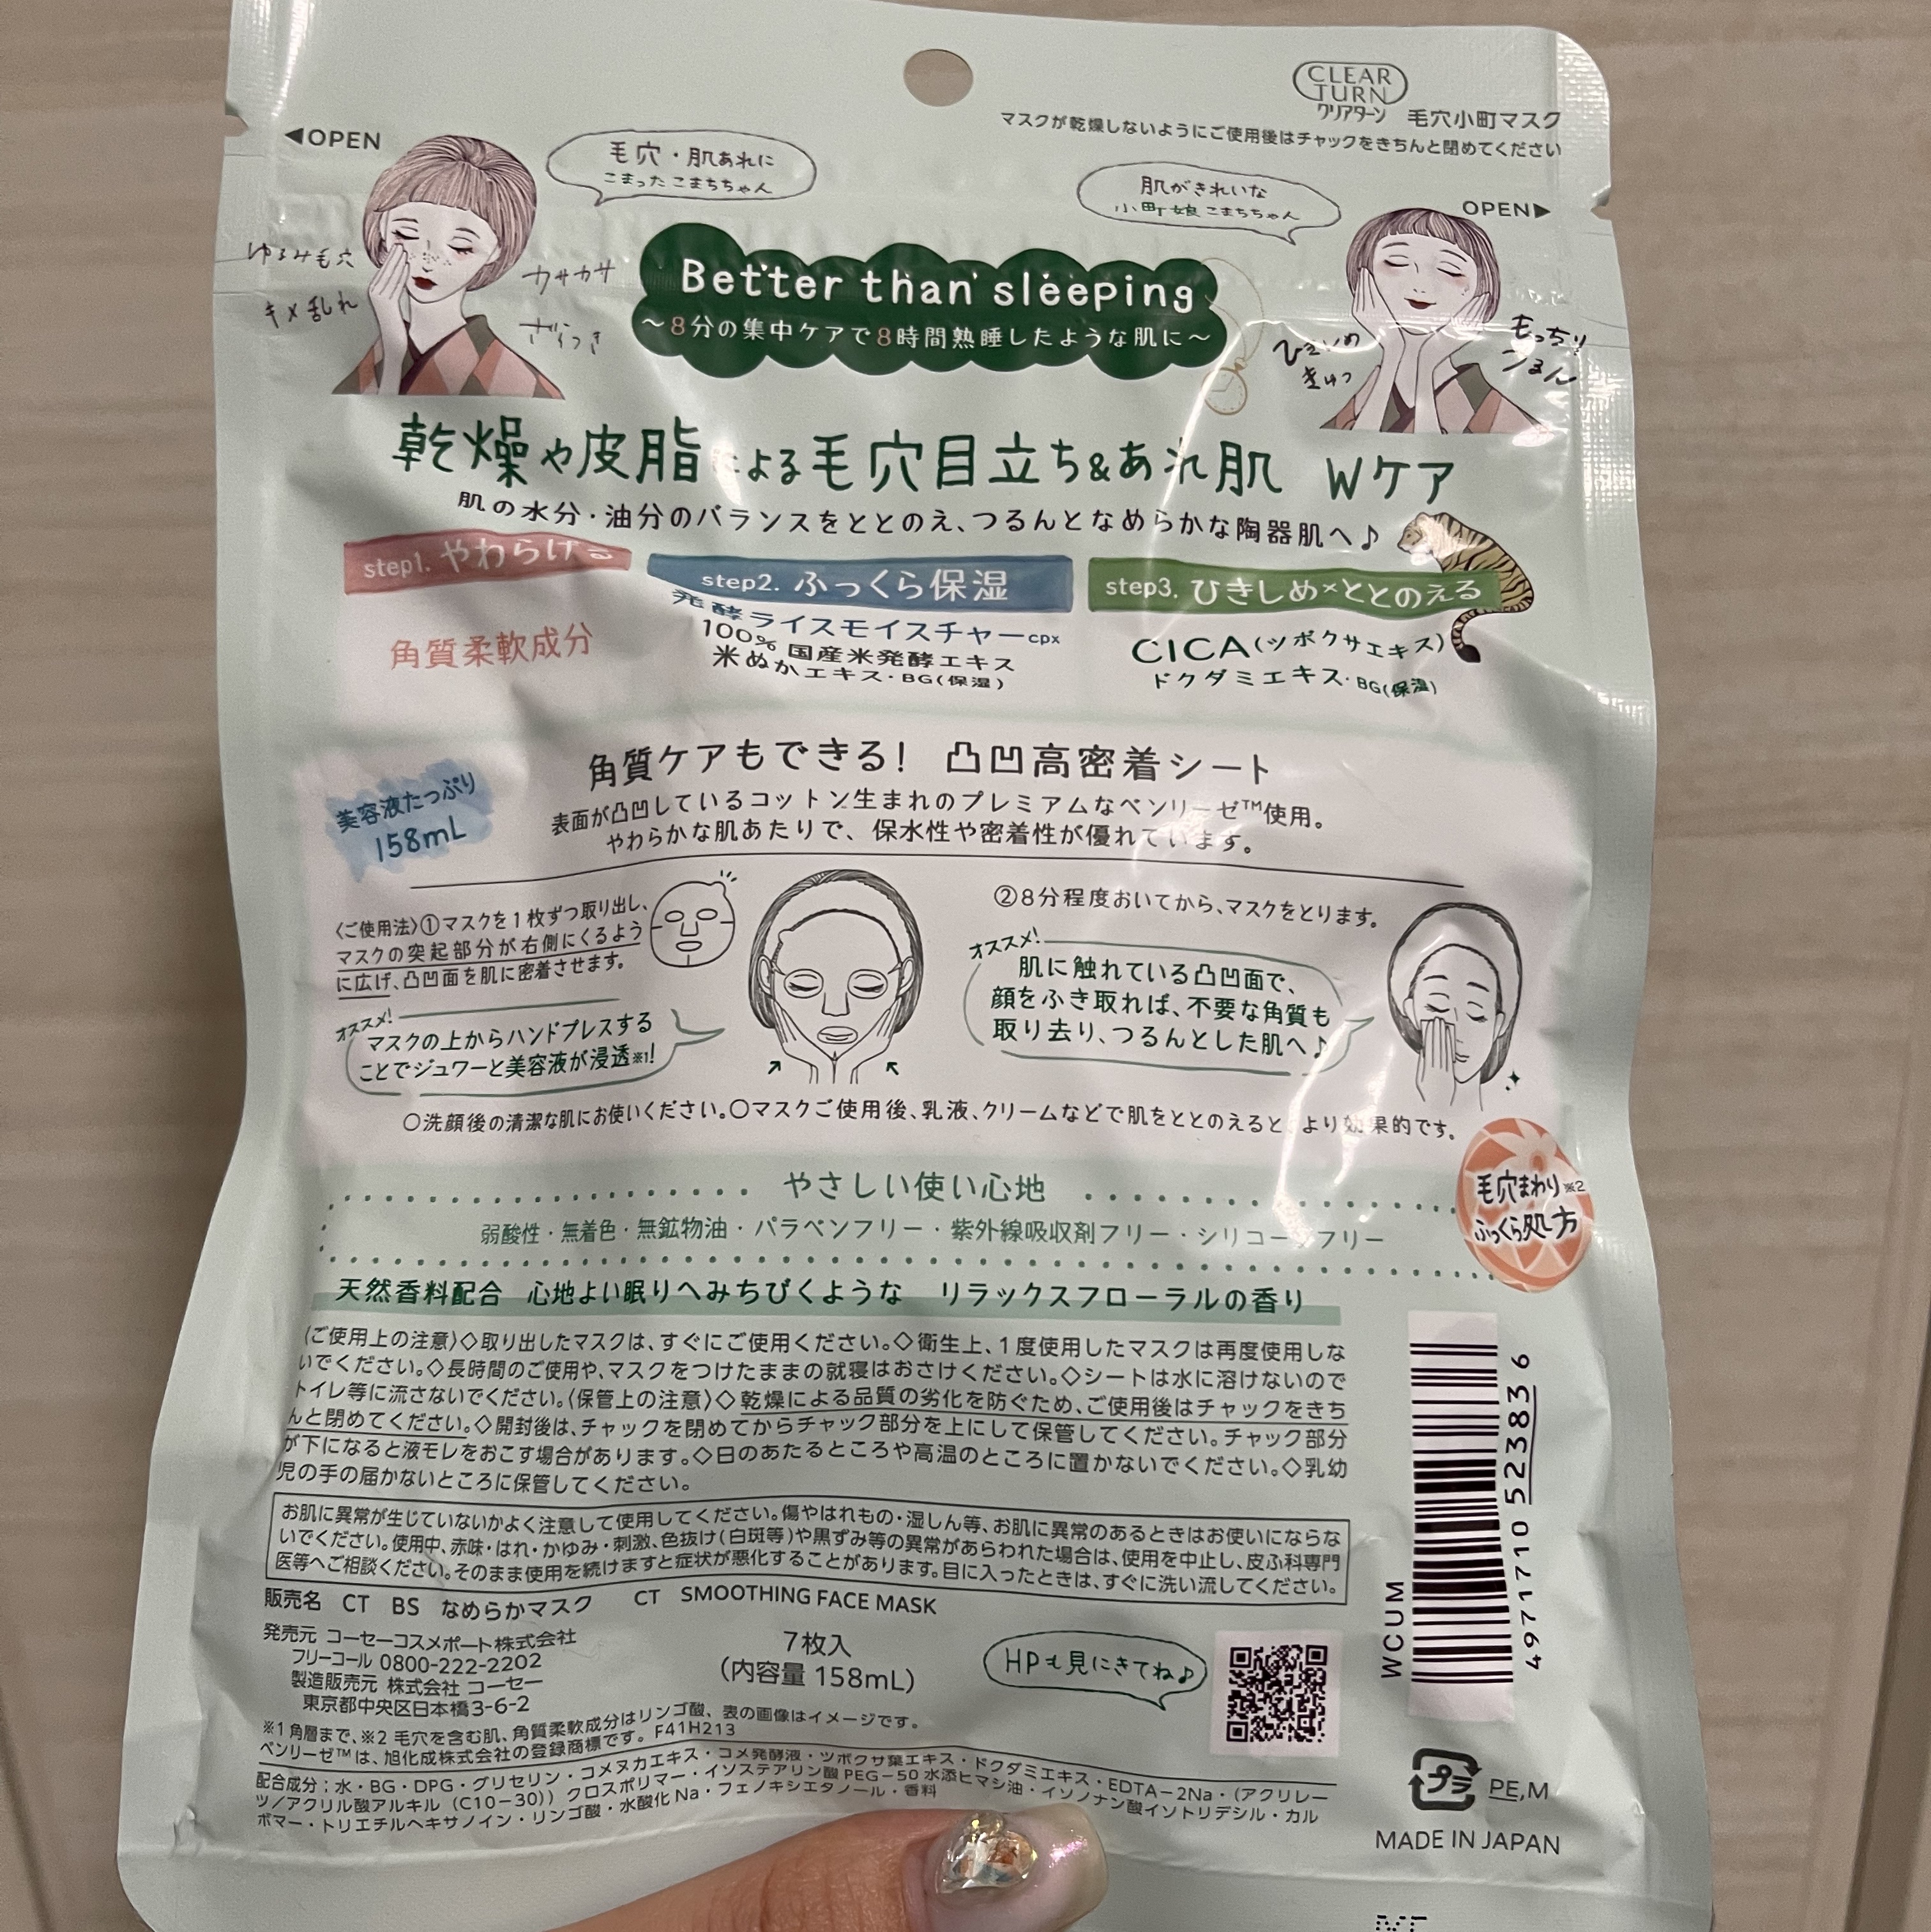 CLEAR
TURN
クリアターン 毛穴小町マスク
マスクが乾燥しないようにご使用後はチャックをきちんと閉めてください
◀OPEN
毛穴・肌あれに
こまった こまちちゃん
肌がきれいな
小町娘 こまちちゃん
OPEN▶
ゆるみ毛穴
キメ乱れ
カサカサ
ざらつき
Better than sleeping
〜8分の集中ケアで8時間熟睡したような肌に〜
ひきしめ
きゅっ
もっちり
つるん
乾燥や皮脂による毛穴目立ち&あれ肌 Wケア
肌の水分・油分のバランスをととのえ、つるんとなめらかな陶器肌へ♪
step1. やわらげる
角質柔軟成分
step2. ふっくら保湿
発酵ライスモイスチャーcpx
100%国産米発酵エキス
米ぬかエキス・BG(保湿)
step3. ひきしめ×ととのえる
CICA(ツボクサエキス)
ドクダミエキス・BG(保湿)
美容液たっぷり
158mL
角質ケアもできる! 凸凹高密着シート
表面が凸凹しているコットン生まれのプレミアムなベンリーゼ™使用。
やわらかな肌あたりで、保水性や密着性が優れています。
〈ご使用法〉①マスクを1枚ずつ取り出し、
マスクの突起部分が右側にくるよう
に広げ、凸凹面を肌に密着させます。
オススメ!
マスクの上からハンドプレスする
ことでジュワーと美容液が浸透※1!
②8分程度おいてから、マスクをとります。
オススメ!
肌に触れている凸凹面で、
顔をふき取れば、不要な角質も
取り去り、つるんとした肌へ♪
○洗顔後の清潔な肌にお使いください。○マスクご使用後、乳液、クリームなどで肌をととのえると、より効果的です。
毛穴まわり※2
ふっくら処方
やさしい使い心地
弱酸性・無着色・無鉱物油・パラベンフリー・紫外線吸収剤フリー・シリコーンフリー
天然香料配合 心地よい眠りへみちびくような リラックスフローラルの香り
〈ご使用上の注意〉◇取り出したマスクは、すぐにご使用ください。◇衛生上、1度使用したマスクは再度使用しな
いでください。◇長時間のご使用や、マスクをつけたままの就寝はおさけください。◇シートは水に溶けないので
トイレ等に流さないでください。〈保管上の注意〉◇乾燥による品質の劣化を防ぐため、ご使用後はチャックをきち
んと閉めてください。◇開封後は、チャックを閉めてからチャック部分を上にして保管してください。チャック部分
が下になると液モレをおこす場合があります。◇日のあたるところや高温のところに置かないでください。◇乳幼
児の手の届かないところに保管してください。
お肌に異常が生じていないかよく注意して使用してください。傷やはれもの・湿しん等、お肌に異常のあるときはお使いにならな
いでください。使用中、赤味・はれ・かゆみ・刺激、色抜け(白斑等)や黒ずみ等の異常があらわれた場合は、使用を中止し、皮ふ科専門
医等へご相談ください。そのまま使用を続けますと症状が悪化することがあります。目に入ったときは、すぐに洗い流してください。
販売名 CT BS なめらかマスク CT SMOOTHING FACE MASK
発売元 コーセーコスメポート株式会社
フリーコール 0800-222-2202
製造販売元 株式会社 コーセー
東京都中央区日本橋3-6-2
7枚入
(内容量 158mL)
HPも見にきてね♪
※1 角層まで、※2 毛穴を含む肌、角質柔軟成分はリンゴ酸、表の画像はイメージです。
ベンリーゼ™は、旭化成株式会社の登録商標です。F41H213
配合成分;水・BG・DPG・グリセリン・コメヌカエキス・コメ発酵液・ツボクサ葉エキス・ドクダミエキス・EDTA-2Na・(アクリレー
ツ/アクリル酸アルキル(C10-30))クロスポリマー・イソステアリン酸PEG-50水添ヒマシ油・イソノナン酸イソトリデシル・カル
ボマー・トリエチルヘキサノイン・リンゴ酸・水酸化Na・フェノキシエタノール・香料
WCUM
4971710 523836
プラ PE,M
MADE IN JAPAN